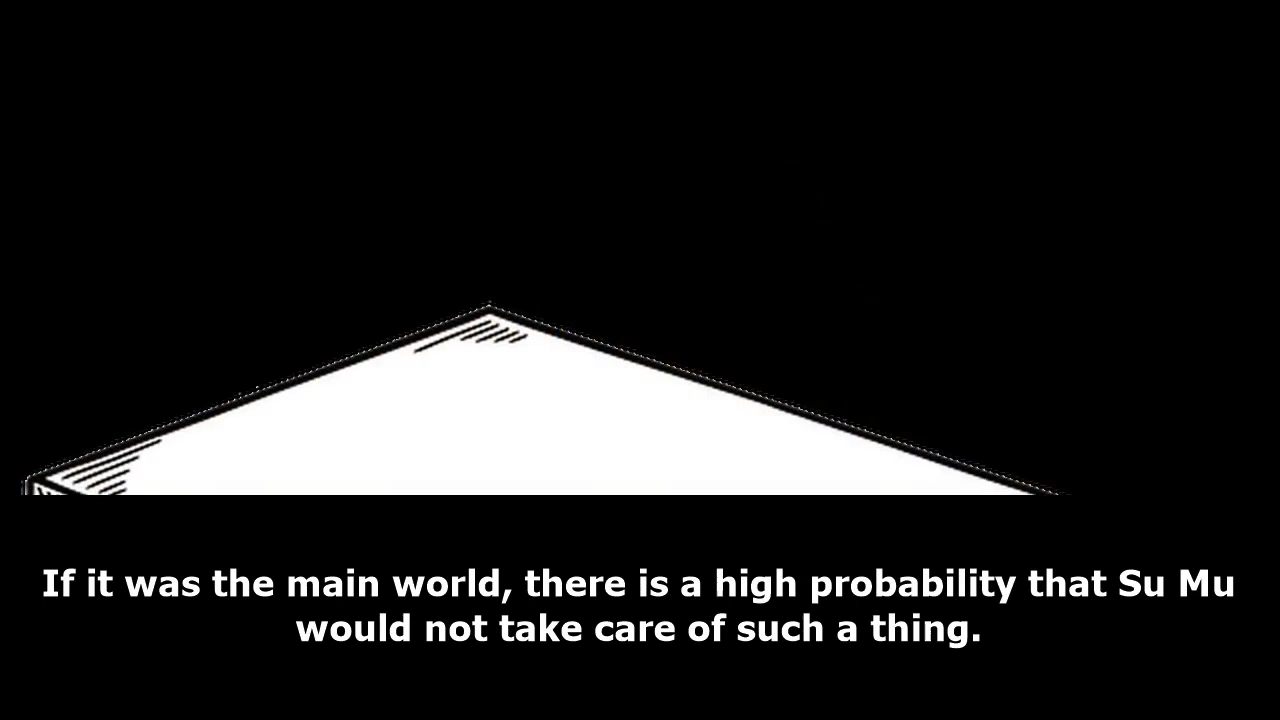 If it was the main world, there is a high probability that Su Mu
would not take care of such a thing.